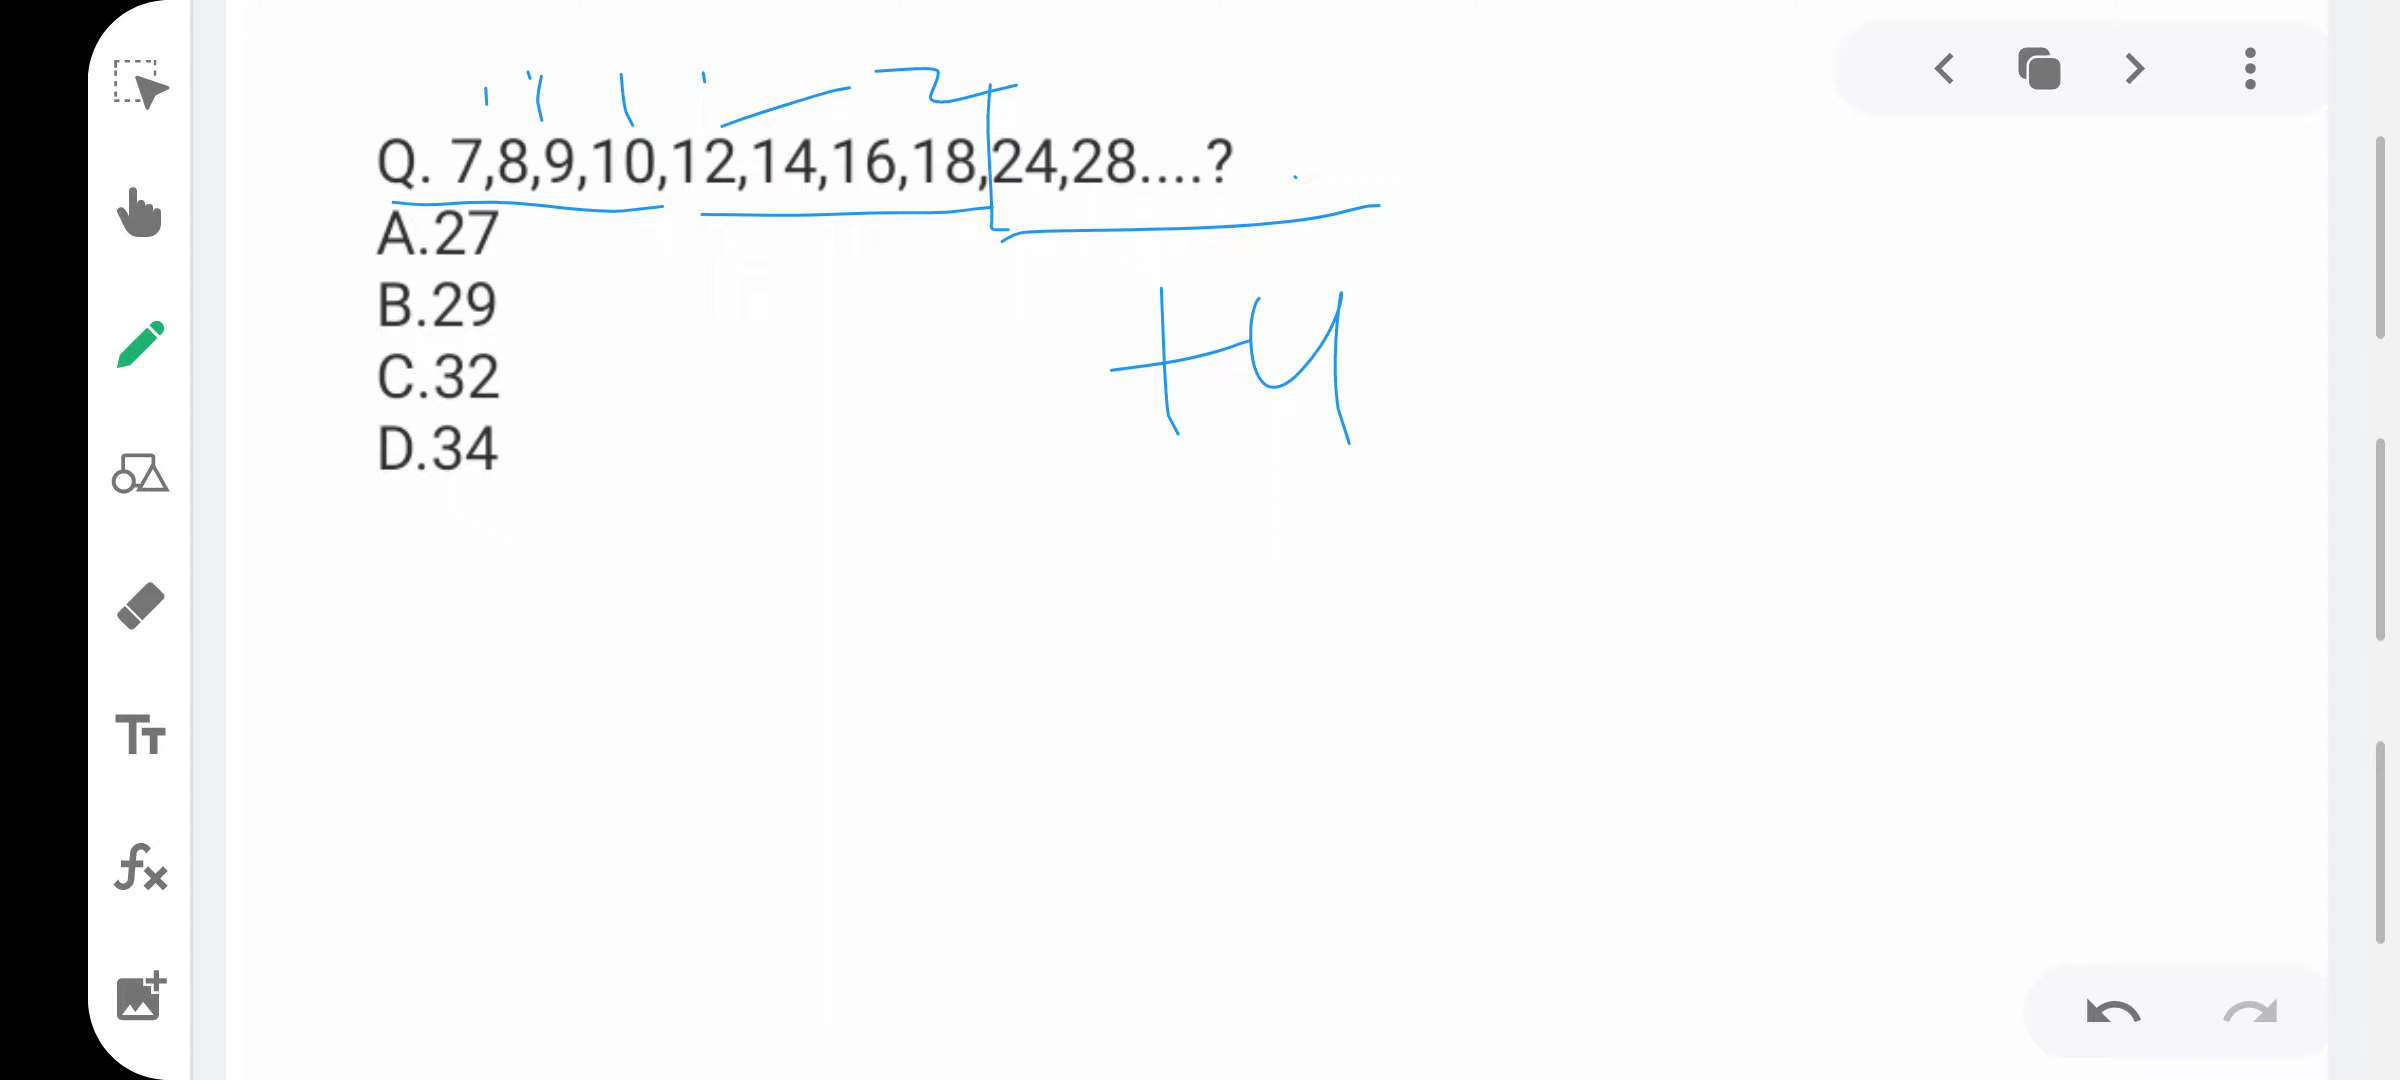 Q. 7,8,9,10,12,14,16,18,24,28....?
A.27
B.29
C.32
D.34
+4